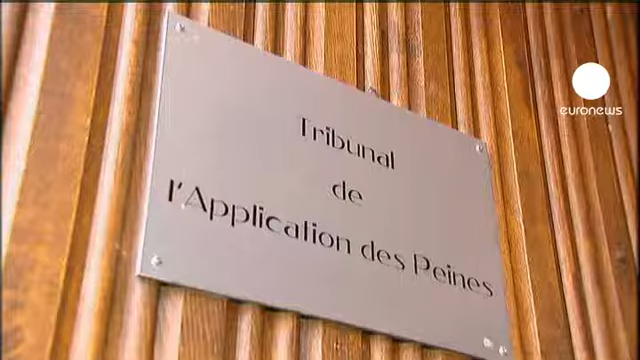 euronews
Tribunal
de
l'Application des Peines